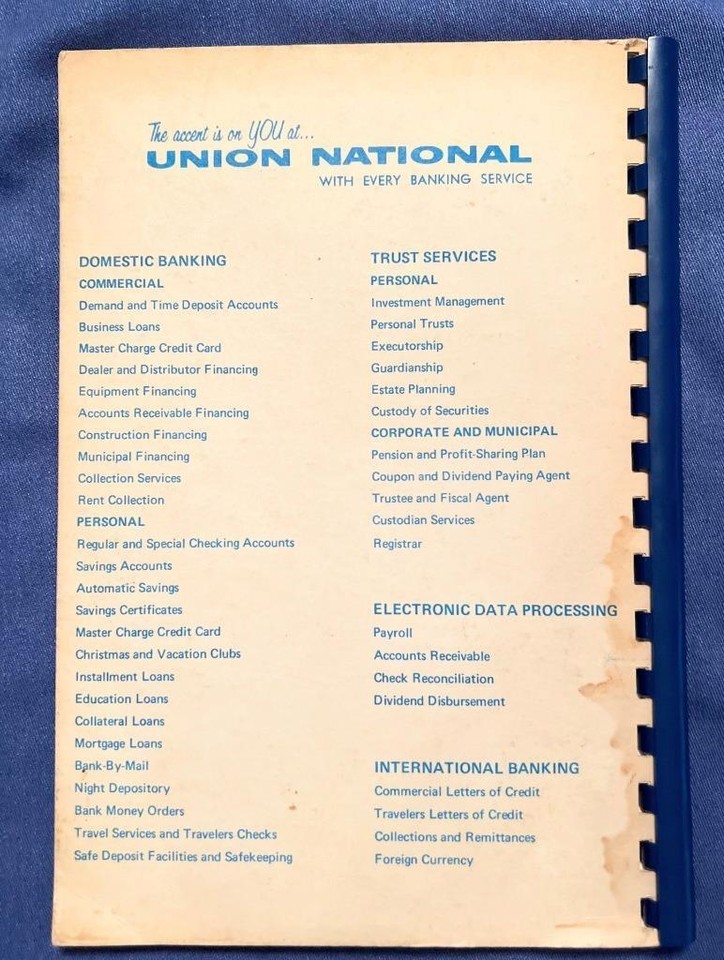 The accent is on YOU at...
UNION NATIONAL
WITH EVERY BANKING SERVICE
DOMESTIC BANKING
COMMERCIAL
Demand and Time Deposit Accounts
Business Loans
Master Charge Credit Card
Dealer and Distributor Financing
Equipment Financing
Accounts Receivable Financing
Construction Financing
Municipal Financing
Collection Services
Rent Collection
PERSONAL
Regular and Special Checking Accounts
Savings Accounts
Automatic Savings
Savings Certificates
Master Charge Credit Card
Christmas and Vacation Clubs
Installment Loans
Education Loans
Collateral Loans
Mortgage Loans
Bank-By-Mail
Night Depository
Bank Money Orders
Travel Services and Travelers Checks
Safe Deposit Facilities and Safekeeping
TRUST SERVICES
PERSONAL
Investment Management
Personal Trusts
Executorship
Guardianship
Estate Planning
Custody of Securities
CORPORATE AND MUNICIPAL
Pension and Profit-Sharing Plan
Coupon and Dividend Paying Agent
Trustee and Fiscal Agent
Custodian Services
Registrar
ELECTRONIC DATA PROCESSING
Payroll
Accounts Receivable
Check Reconciliation
Dividend Disbursement
INTERNATIONAL BANKING
Commercial Letters of Credit
Travelers Letters of Credit
Collections and Remittances
Foreign Currency